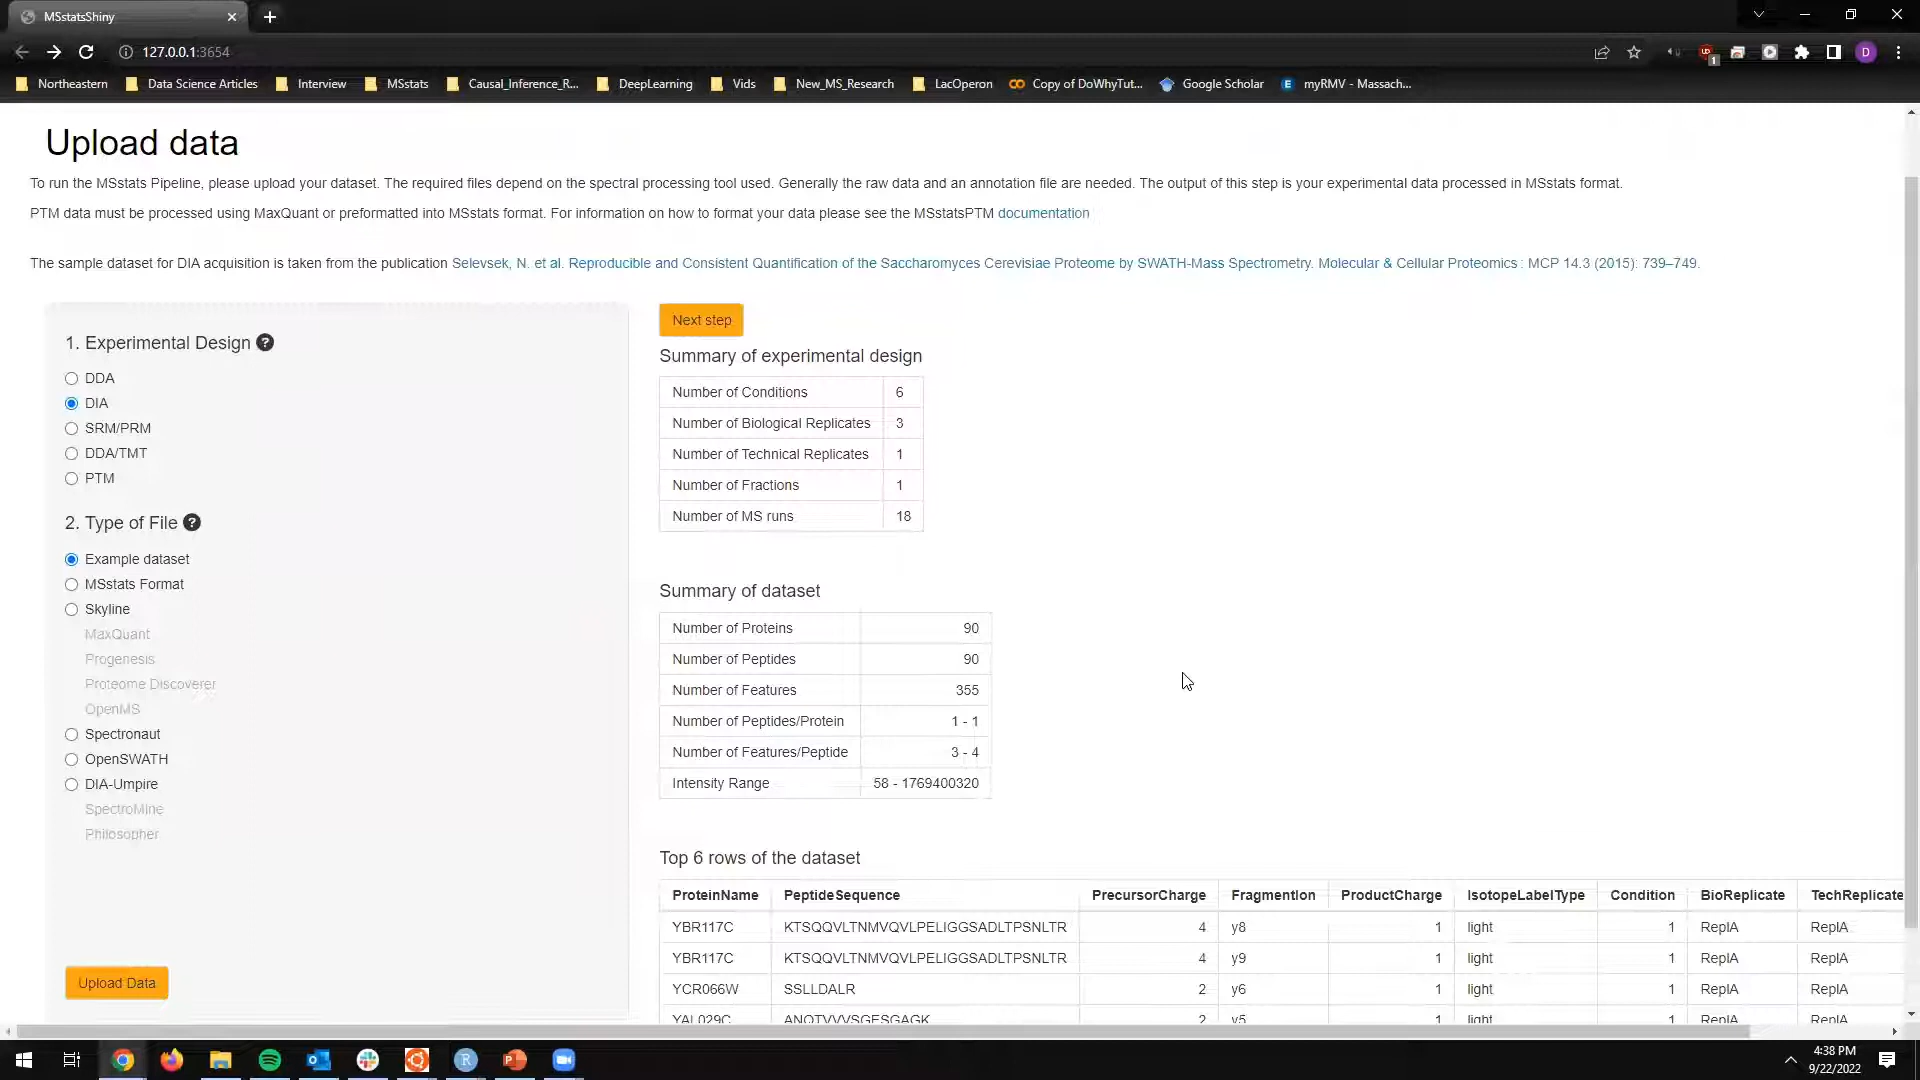 MSstatsShiny
127.0.0.1:3654
1
D
Northeastern
Data Science Articles
Interview
MSstats
Causal_Inference_R...
DeepLearning
Vids
New_MS_Research
LacOperon
Copy of DoWhyTut...
Google Scholar
myRMV - Massach...
Upload data
To run the MSstats Pipeline, please upload your dataset. The required files depend on the spectral processing tool used. Generally the raw data and an annotation file are needed. The output of this step is your experimental data processed in MSstats format.
PTM data must be processed using MaxQuant or preformatted into MSstats format. For information on how to format your data please see the MSstatsPTM documentation
The sample dataset for DIA acquisition is taken from the publication Selevsek, N. et al. Reproducible and Consistent Quantification of the Saccharomyces Cerevisiae Proteome by SWATH-Mass Spectrometry. Molecular & Cellular Proteomics : MCP 14.3 (2015): 739–749.
1. Experimental Design ?
DDA
DIA
SRM/PRM
DDA/TMT
PTM
2. Type of File ?
Example dataset
MSstats Format
Skyline
MaxQuant
Progenesis
Proteome Discoverer
OpenMS
Spectronaut
OpenSWATH
DIA-Umpire
SpectroMine
Philosopher
Upload Data
Next step
Summary of experimental design
Number of Conditions 6
Number of Biological Replicates 3
Number of Technical Replicates 1
Number of Fractions 1
Number of MS runs 18
Summary of dataset
Number of Proteins 90
Number of Peptides 90
Number of Features 355
Number of Peptides/Protein 1 - 1
Number of Features/Peptide 3 - 4
Intensity Range 58 - 1769400320
Top 6 rows of the dataset
ProteinName PeptideSequence PrecursorCharge FragmentIon ProductCharge IsotopeLabelType Condition BioReplicate TechReplicate
YBR117C KTSQQVLTNMVQVLPELIGGSADLTPSNLTR 4 y8 1 light 1 ReplA ReplA
YBR117C KTSQQVLTNMVQVLPELIGGSADLTPSNLTR 4 y9 1 light 1 ReplA ReplA
YCR066W SSLLDALR 2 y6 1 light 1 ReplA ReplA
YAL029C ANQTVVVSGESGAGK 2 y5 1 light 1 ReplA ReplA
4:38 PM
9/22/2022